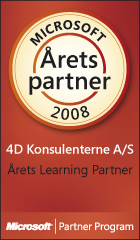 MICROSOFT
Årets
partner
2008
4D Konsulenterne A/S
Årets Learning Partner
Microsoft | Partner Program